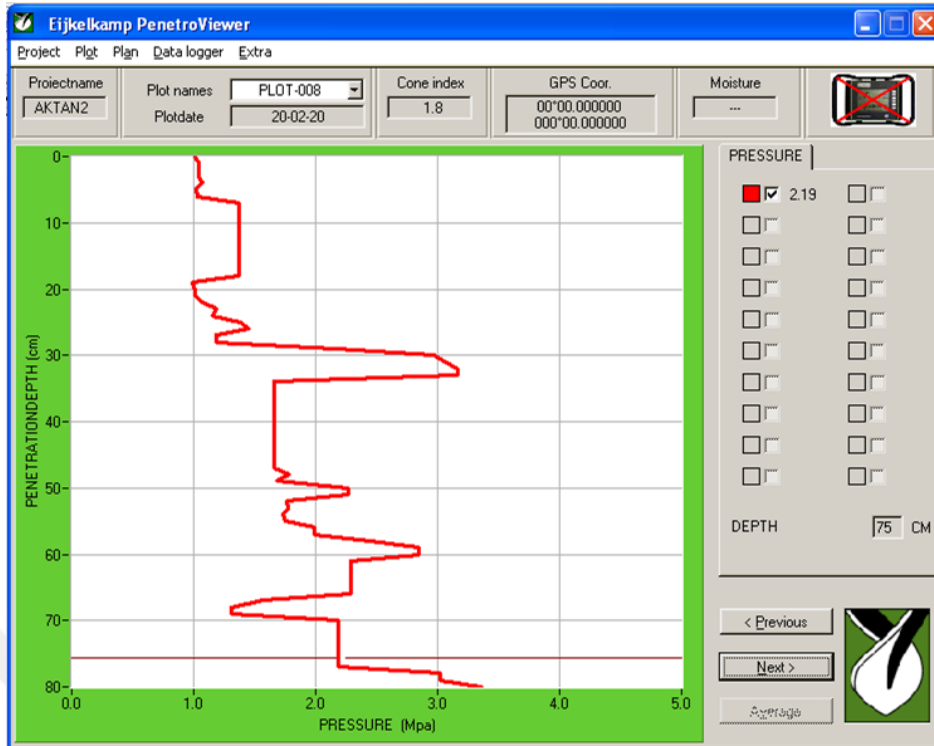 Eijkelkamp PenetroViewer
Project Plot Plan Data logger Extra
Projectname
AKTAN2
Plot names PLOT-008
Plotdate 20-02-20
Cone index
1.8
GPS Coor.
00°00.000000
000°00.000000
Moisture
---
PRESSURE
2.19
DEPTH 75 CM
< Previous
Next >
Average
PENETRATIONDEPTH (cm)
0
10
20
30
40
50
60
70
80
0.0 1.0 2.0 3.0 4.0 5.0
PRESSURE (Mpa)